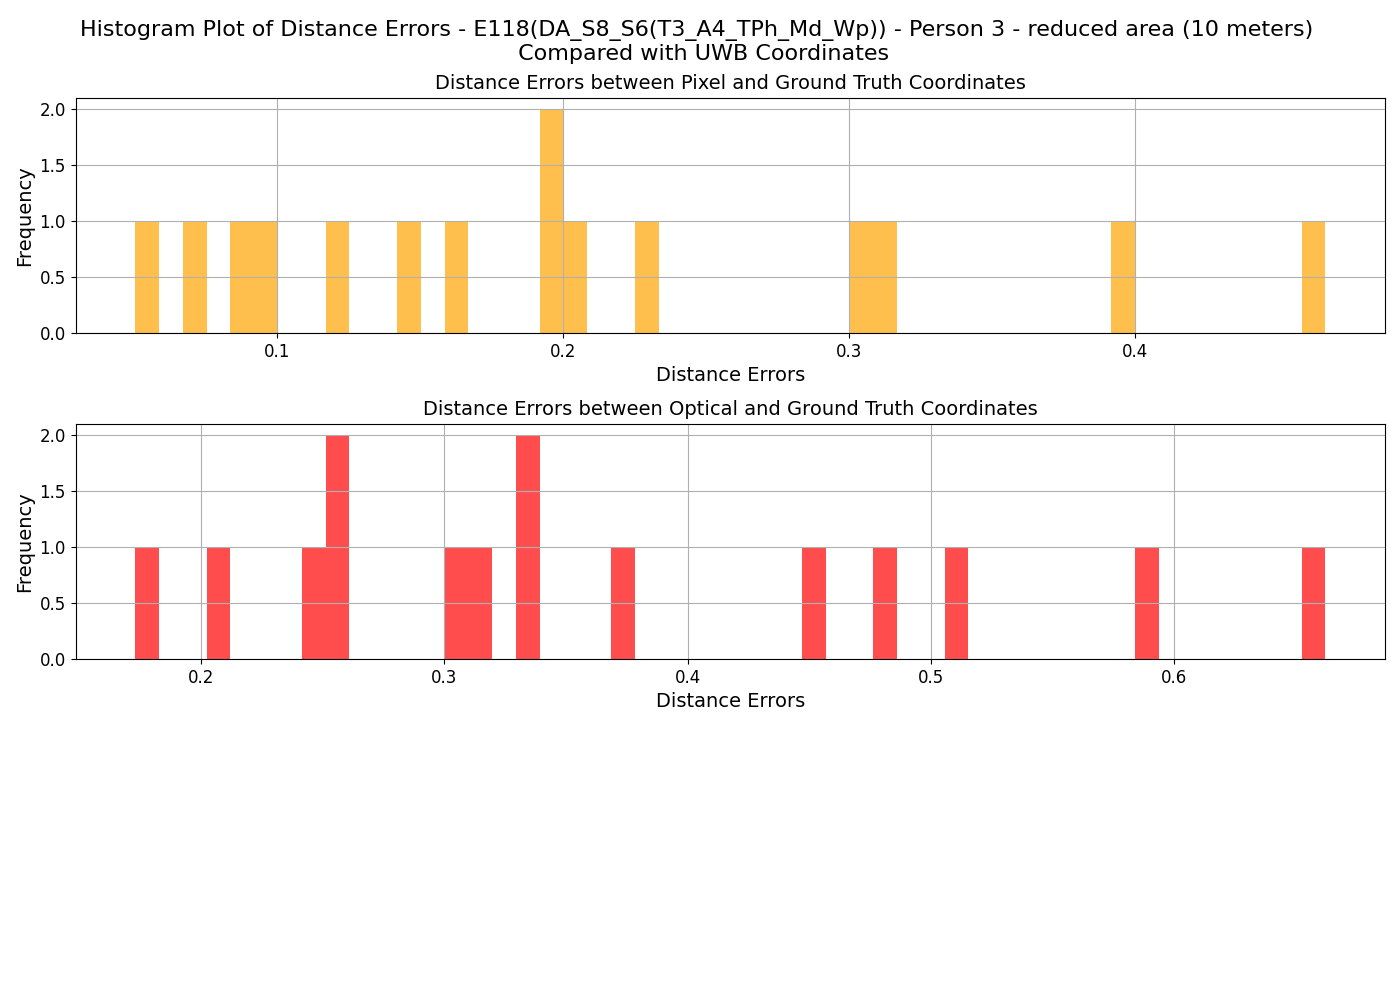 Histogram Plot of Distance Errors - E118(DA_S8_S6(T3_A4_TPh_Md_Wp)) - Person 3 - reduced area (10 meters)
Compared with UWB Coordinates
Distance Errors between Pixel and Ground Truth Coordinates
2.0
1.5
1.0
0.5
0.0
Frequency
0.1 0.2 0.3 0.4
Distance Errors
Distance Errors between Optical and Ground Truth Coordinates
2.0
1.5
1.0
0.5
0.0
Frequency
0.2 0.3 0.4 0.5 0.6
Distance Errors